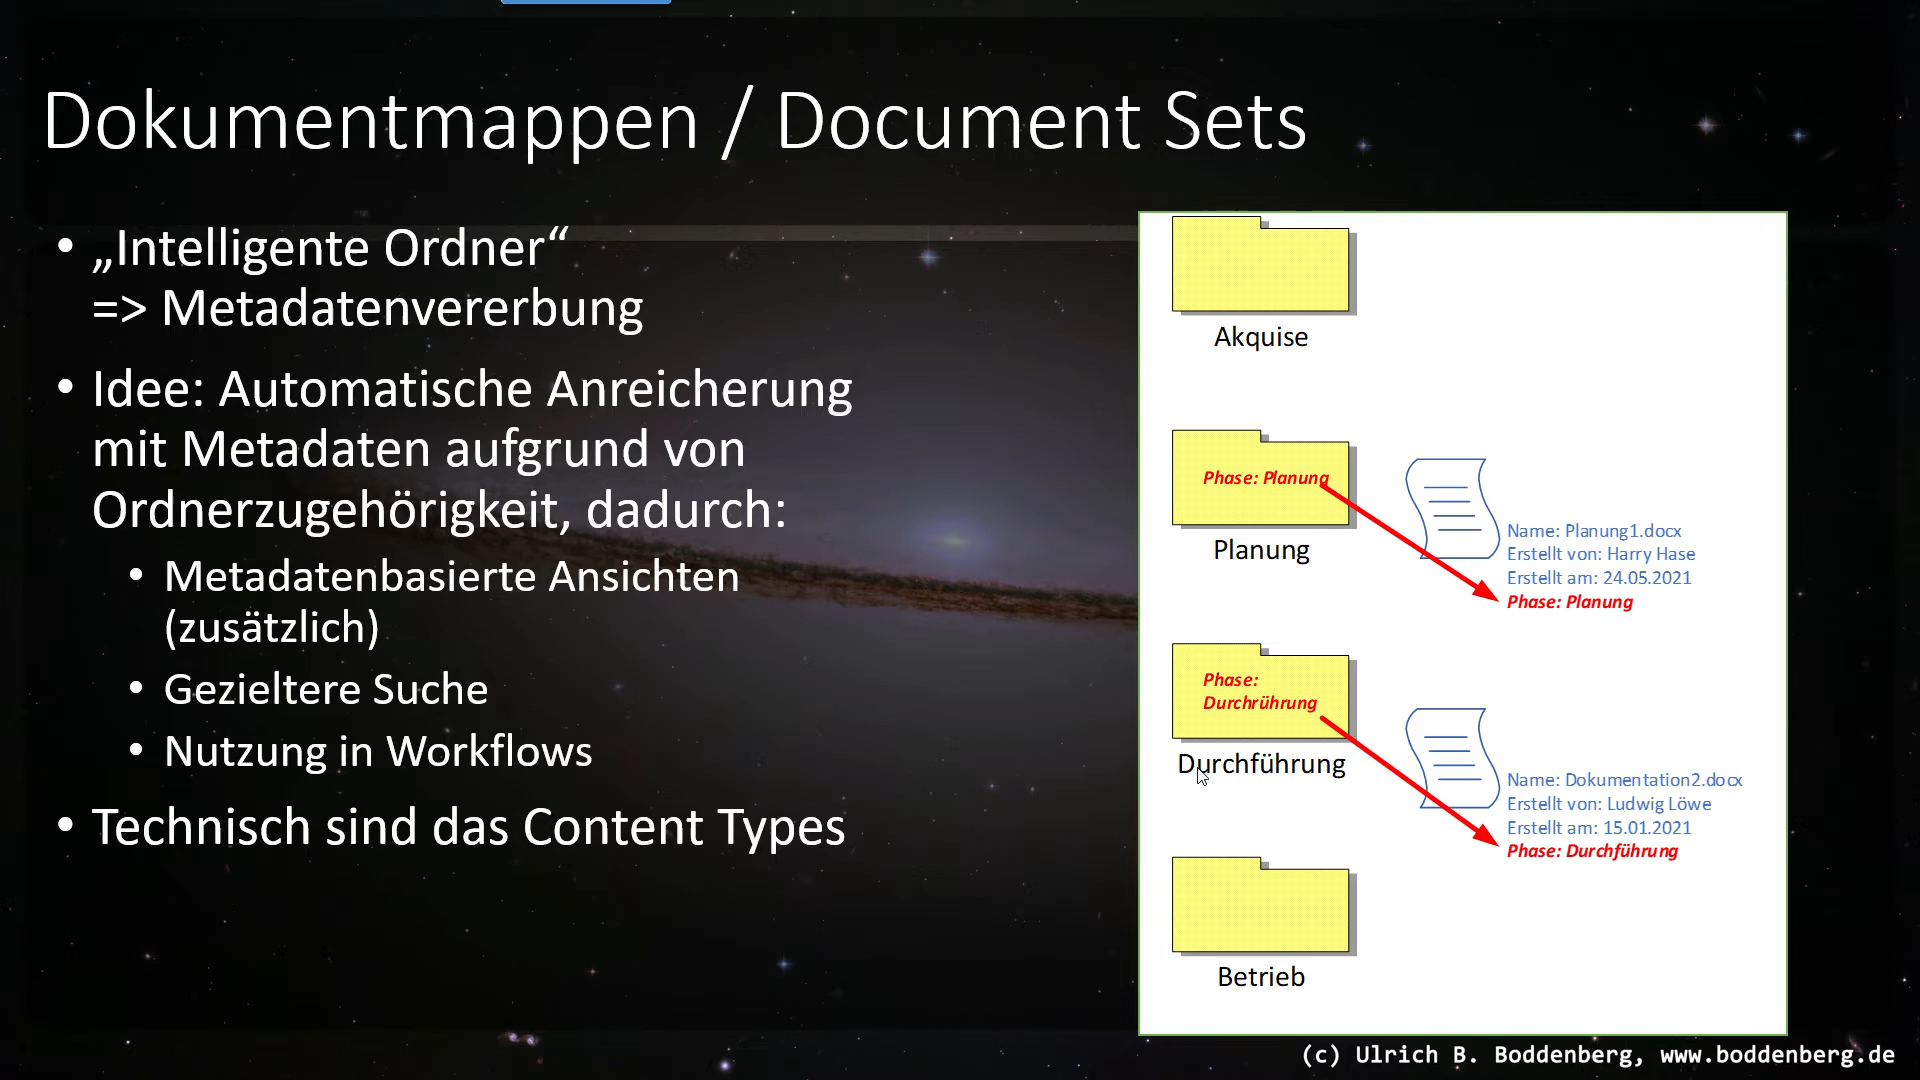 Dokumentmappen / Document Sets
• „Intelligente Ordner“
=> Metadatenvererbung
• Idee: Automatische Anreicherung
mit Metadaten aufgrund von
Ordnerzugehörigkeit, dadurch:
• Metadatenbasierte Ansichten
(zusätzlich)
• Gezieltere Suche
• Nutzung in Workflows
• Technisch sind das Content Types
Akquise
Phase: Planung
Planung
Name: Planung1.docx
Erstellt von: Harry Hase
Erstellt am: 24.05.2021
Phase: Planung
Phase:
Durchrührung
Durchführung
Name: Dokumentation2.docx
Erstellt von: Ludwig Löwe
Erstellt am: 15.01.2021
Phase: Durchführung
Betrieb
(c) Ulrich B. Boddenberg, www.boddenberg.de